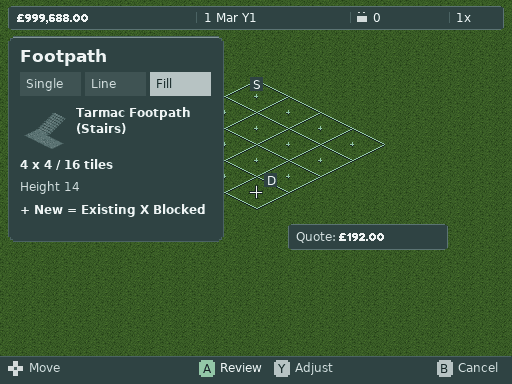 £999,688.00 1 Mar Y1 0 1x
Footpath
Single Line Fill
Tarmac Footpath
(Stairs)
4 x 4 / 16 tiles
Height 14
+ New = Existing X Blocked
S
D
Quote: £192.00
Move A Review Y Adjust B Cancel